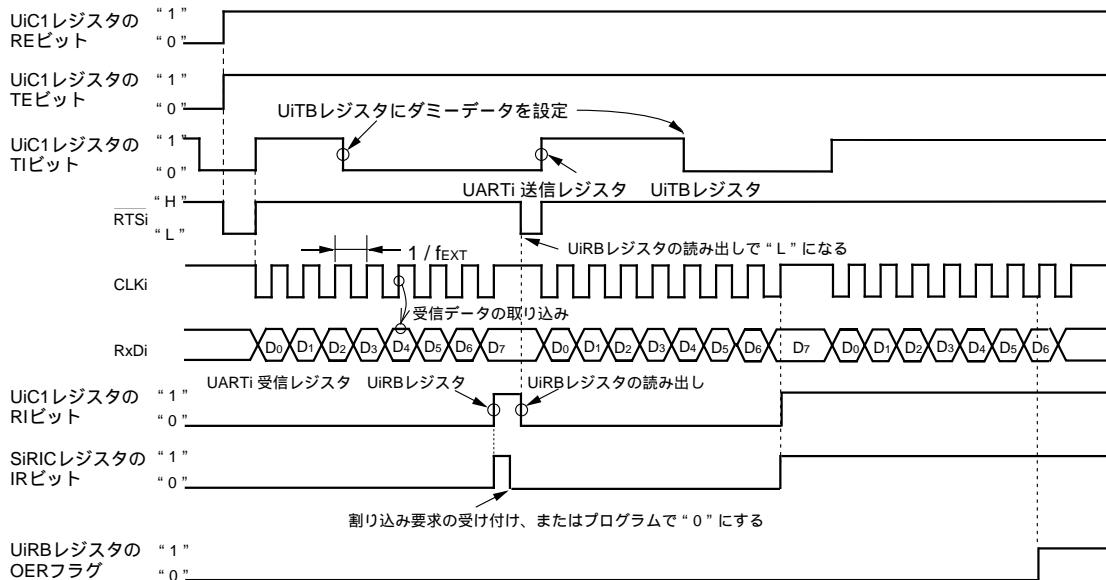 UiC1レジスタの
REビット
“ 1 ”
“ 0 ”
UiC1レジスタの
TEビット
“ 1 ”
“ 0 ”
UiTBレジスタにダミーデータを設定
UiC1レジスタの
TIビット
“ 1 ”
“ 0 ”
UARTi 送信レジスタ UiTBレジスタ
RTSi
“ H ”
“ L ”
UiRBレジスタの読み出しで “ L ” になる
1 / fEXT
CLKi
受信データの取り込み
RxDi
D0 D1 D2 D3 D4 D5 D6 D7 D0 D1 D2 D3 D4 D5 D6 D7 D0 D1 D2 D3 D4 D5 D6
UARTi 受信レジスタ UiRBレジスタ
UiRBレジスタの読み出し
UiC1レジスタの
RIビット
“ 1 ”
“ 0 ”
SiRICレジスタの
IRビット
“ 1 ”
“ 0 ”
割り込み要求の受け付け、またはプログラムで “ 0 ” にする
UiRBレジスタの
OERフラグ
“ 1 ”
“ 0 ”